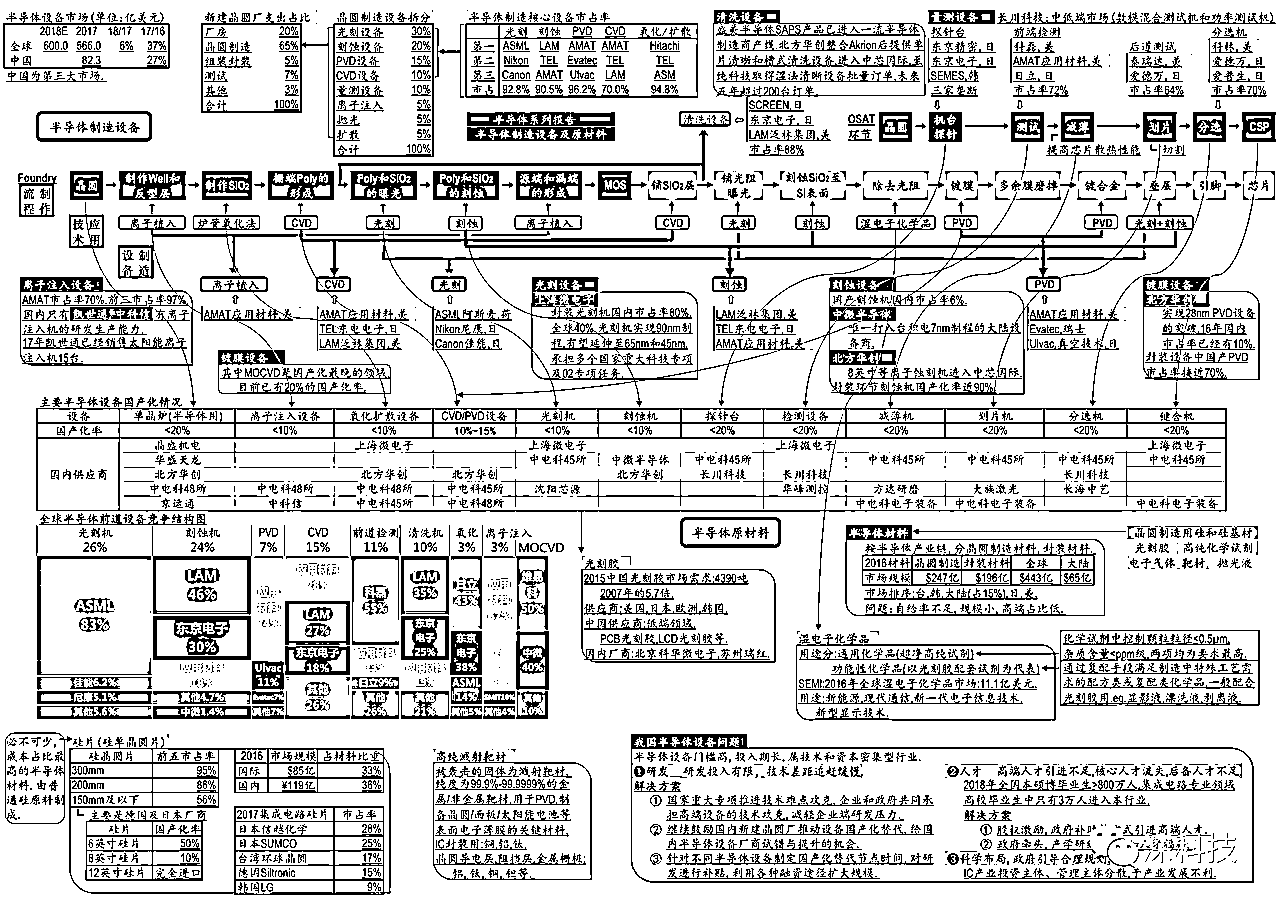 半导体设备市场(单位:亿美元)
2018E 2017 18/17 17/16
全球 600.0 566.0 6% 37%
中国 82.3 27%
中国为第三大市场.
新建晶圆厂支出占比
厂房 20%
晶圆制造 65%
组装封装 5%
测试 7%
其他 3%
合计 100%
晶圆制造设备拆分
光刻设备 30%
刻蚀设备 20%
PVD设备 15%
CVD设备 10%
量测设备 10%
离子注入 5%
抛光 5%
扩散 5%
合计 100%
半导体制造核心设备市占率
光刻 刻蚀 PVD CVD 氧化/扩散
第一 ASML LAM AMAT AMAT Hitachi
第二 Nikon TEL Evatec TEL TEL
第三 Canon AMAT Ulvac LAM ASM
市占 92.8% 90.5% 96.2% 70.0% 94.8%
半导体系列报告
半导体制造设备及原材料
清洗设备
盛美半导体SAPS产品已进入一流半导体
制造商产线.北方华创整合Akrion后提供单
片清洗和槽式清洗设备,进入中芯国际.至
纯科技取得湿法清洗设备批量订单,未来
五年超过200台订单.
清洗设备
SCREEN,日
东京电子,日
LAM泛林集团,美
市占率88%
量测设备
长川科技:中低端市场(数模混合测试机和功率测试机)
探针台
东京精密,日
东京电子,日
SEMES,韩
三家垄断
前端检测
科磊,美
AMAT应用材料,美
日立,日
市占率72%
后道测试
泰瑞达,美
爱德万,日
市占率64%
分选机
科休,美
爱德万,日
爱普生,日
市占率70%
半导体制造设备
OSAT
环节
晶圆 机台探针 测试 减薄 划片 分选 CSP
提高芯片散热性能 切割
Foundry
流程制作
晶圆 制作Well和反型层 制作SiO₂ 栅端Poly的形成 Poly和SiO₂的曝光 Poly和SiO₂的刻蚀 源端和漏端的形成 MOS 镀SiO₂层 镀光阻曝光 刻蚀SiO₂至Si表面 除去光阻 镀膜 多余膜磨掉 镀合金 叠层 引脚 芯片
技术应用
离子植入 炉管氧化法 CVD 光刻 刻蚀 离子植入 CVD 光刻 刻蚀 湿电子化学品 PVD PVD 光刻+刻蚀
设备制造
离子植入 CVD 光刻 刻蚀 PVD
离子注入设备
AMAT市占率70%,前三市占率97%.
国内只有凯世通和中科信有离子
注入机的研发生产能力.
17年凯世通已经销售太阳能离子
注入机15台.
AMAT应用材料,美
AMAT应用材料,美
TEL东京电子,日
LAM泛林集团,美
镀膜设备
其中MOCVD是国产化最晚的领域
目前已有20%的国产化率.
ASML阿斯麦,荷
Nikon尼康,日
Canon佳能,日
光刻设备
上海微电子
封装光刻机国内市占率80%,
全球40%,光刻机实现90nm制
程,有望延伸至65nm和45nm.
承担多个国家重大科技专项
及02专项任务.
LAM泛林集团,美
TEL东京电子,日
AMAT应用材料,美
刻蚀设备
国产刻蚀机国内市占率6%.
中微半导体
唯一打入台积电7nm制程的大陆设
备商.
北方华创
8英寸等离子蚀刻机进入中芯国际.
封装环节刻蚀机国产化率近90%.
AMAT应用材料,美
Evatec,瑞士
Ulvac,真空技术,日
镀膜设备
北方华创
实现28nm PVD设备
的突破,16年国内
市占率已经有10%.
封装设备中国产PVD
市占率接近70%.
主要半导体设备国产化情况
设备 单晶炉(半导体用) 离子注入设备 氧化扩散设备 CVD/PVD设备 光刻机 刻蚀机 探针台 检测设备 减薄机 划片机 分选机 键合机
国产化率 <20% <10% <10% 10%~15% <10% <10% <20% <20% <20% <20% <20% <20%
国内供应商
晶盛机电 上海微电子 上海微电子 上海微电子 上海微电子
华盛天龙 中电科45所 中微半导体 中电科45所 中电科45所 中电科45所 中电科45所 中电科45所
北方华创 北方华创 北方华创 北方华创 长川科技 长川科技 长川科技
中电科48所 中电科48所 中电科48所 中电科45所 沈阳芯源 华峰测控 方达研磨 大族激光 长海中艺
京运通 中科信 中电科45所 中电科48所 中电科电子装备 中电科电子装备 中电科电子装备
全球半导体前道设备竞争结构图
光刻机 刻蚀机 PVD CVD 前道检测 清洗机 氧化 离子注入 MOCVD
26% 24% 7% 15% 11% 10% 3% 3%
ASML
83%
尼康5.1%
其他5.6%
LAM
46%
东京电子
30%
其他4.7%
中微1.4%
Ulvac
11%
其他7%
LAM
27%
东京电子
18%
其他
26%
科磊
55%
日立9%
其他
26%
LAM
35%
东京电子
25%
其他
21%
日立
43%
东京电子
38%
ASML
14%
其他5%
其他4%
中微
40%
半导体原材料
光刻胶
2015中国光刻胶市场需求:4390吨
2007年的5.7倍.
供应商:美国,日本,欧洲,韩国.
中国供应商:低端领域,
PCB光刻胶,LCD光刻胶等.
国内厂商:北京科华微电子,苏州瑞红.
半导体材料
按半导体产业链,分晶圆制造材料,封装材料.
2016材料 晶圆制造 封装材料 全球 大陆
市场规模 $247亿 $196亿 $443亿 $65亿
市场排序:台,韩,大陆(占15%),日,美.
问题:自给率不足,规模小,高端占比低.
晶圆制造用硅和硅基材
光刻胶 高纯化学试剂
电子气体,靶材, 抛光液
湿电子化学品
用途分:通用化学品(超净高纯试剂)
功能性化学品(以光刻胶配套试剂为代表)
SEMI:2016年全球湿电子化学品市场:11.1亿美元.
用途:新能源,现代通信,新一代电子信息技术,
新型显示技术.
化学试剂中控制颗粒粒径<0.5μm,
杂质含量<ppm级,两项均为要求最高.
通过复配手段满足制造中特殊工艺需
求的配方类或复配类化学品,一般配合
光刻胶用 eg.显影液,漂洗液,剥离液.
必不可少,
成本占比最
高的半导体
材料,由普
通硅原料制
成.
硅片(硅单晶圆片)
硅晶圆片 前五市占率
300mm 95%
200mm 86%
150mm及以下 56%
主要是德国及日本厂商
硅片 国产化率
6英寸硅片 50%
8英寸硅片 10%
12英寸硅片 完全进口
2016 市场规模 占材料比重
国际 $85亿 33%
国内 ¥119亿 36%
2017集成电路硅片 市占率
日本信越化学 28%
日本SUMCO 25%
台湾环球晶圆 17%
德国Siltronic 15%
韩国LG 9%
高纯溅射靶材
被轰击的固体为溅射靶材,
纯度为99.9%-99.9999%的金
属/非金属靶材,用于PVD,制
备晶圆/面板/太阳能电池等
表面电子薄膜的关键材料.
IC封装用:铜,铝,钛.
晶圆导电层,阻挡层,金属栅极:
铝,钛,铜,钽等.
我国半导体设备问题!
半导体设备门槛高,投入期长,属技术和资本密集型行业.
❶研发 研发投入有限, 技术差距追赶缓慢,
解决方案
① 国家重大专项推进技术难点攻克,企业和政府共同承
担高端设备的技术攻克,减轻企业端研发压力.
② 继续鼓励国内新建晶圆厂推动设备国产化替代,给国
内半导体设备厂商试错与提升的机会.
③ 针对不同半导体设备制定国产化替代节点时间,对研
发进行补贴,利用各种融资途径扩大规模.
❷人才 高端人才引进不足,核心人才流失,后备人才不足
2018年全国本硕博毕业生>800万人,集成电路专业领域
高校毕业生中只有3万人进入本行业.
解决方案
① 股权激励,政府补贴 式引进高端人才.
② 政府牵头,产学研
❸科学布局,政府引导合理规划
IC产业投资主体、管理主体分散,于产业发展不利.